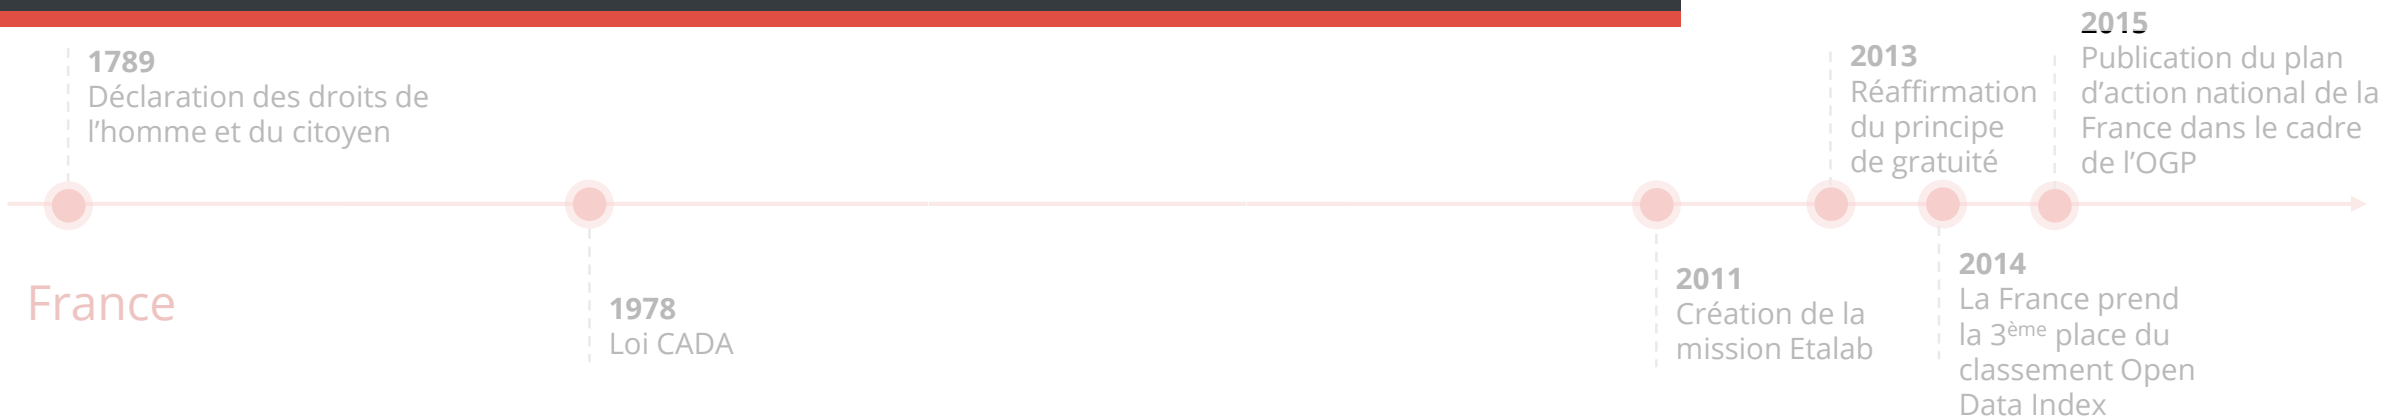 1789
Déclaration des droits de
l’homme et du citoyen
2013
Réaffirmation
du principe
de gratuité
2015
Publication du plan
d’action national de la
France dans le cadre
de l’OGP
France
1978
Loi CADA
2011
Création de la
mission Etalab
2014
La France prend
la 3ème place du
classement Open
Data Index